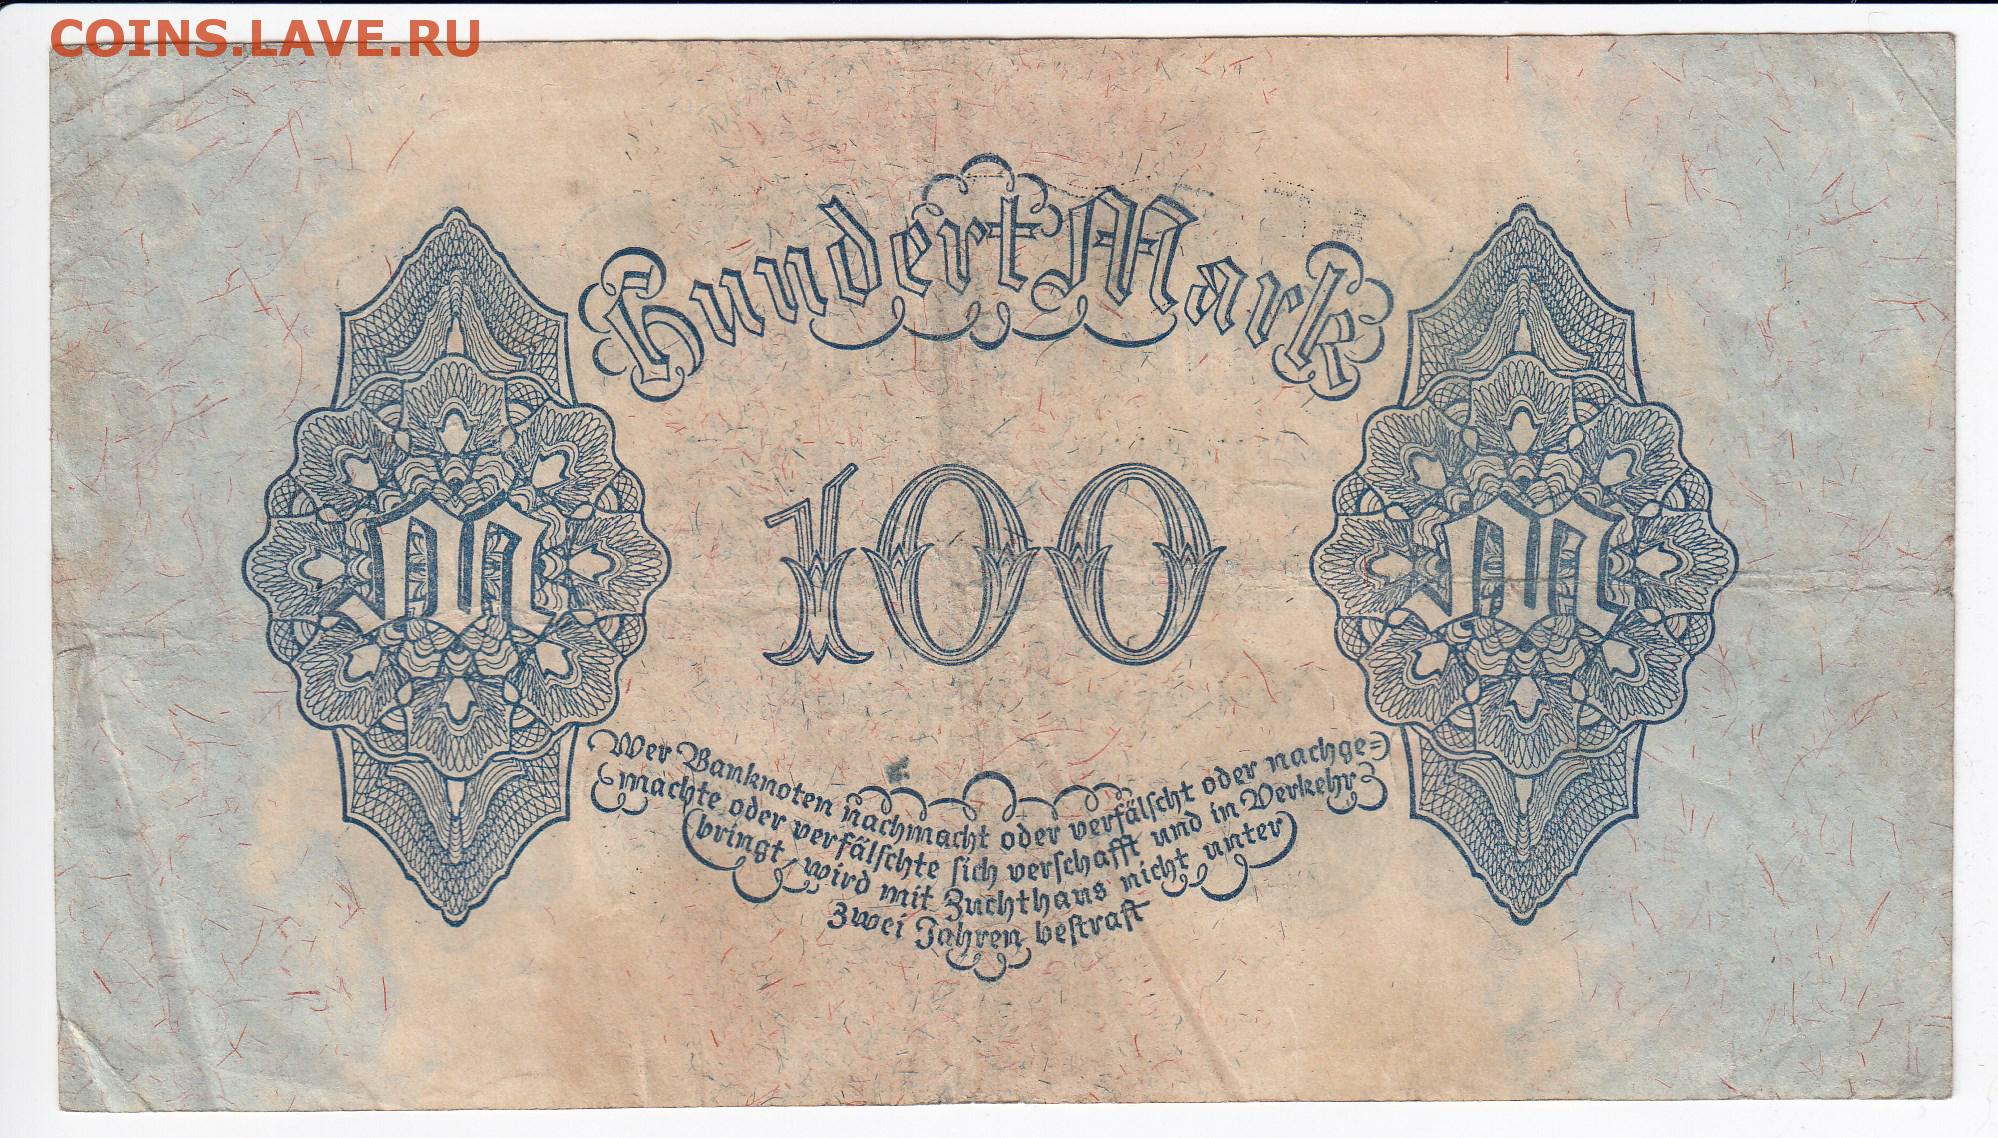 COINS.LAVE.RU
Hundert Mark
M
M
100
Wer Banknoten nachmacht oder verfälscht oder nachge=
machte oder verfälschte sich verschafft und in Verkehr
bringt, wird mit Zuchthaus nicht unter
zwei Jahren bestraft